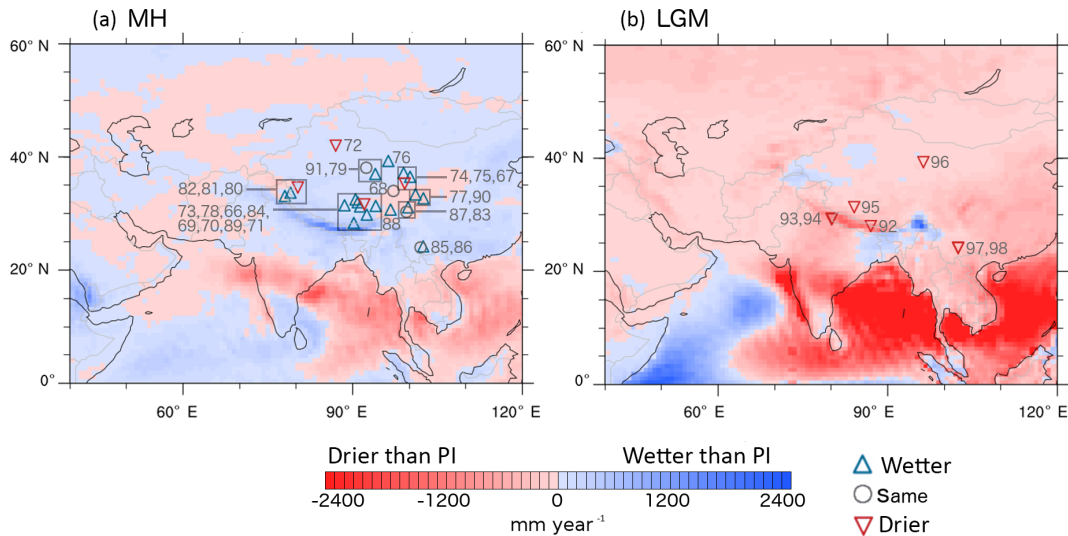 (a) MH
(b) LGM
60° N
60° N
72
76
40° N
40° N
91,79
96
74,75,67
82,81,80
68
77,90
95
73,78,66,84,
87,83
93,94
92
69,70,89,71
88
85,86
97,98
20° N
20° N
0°
0°
60° E
90° E
120° E
60° E
90° E
120° E
Drier than PI
Wetter than PI
-2400
-1200
0
1200
2400
mm year -1
Wetter
Same
Drier